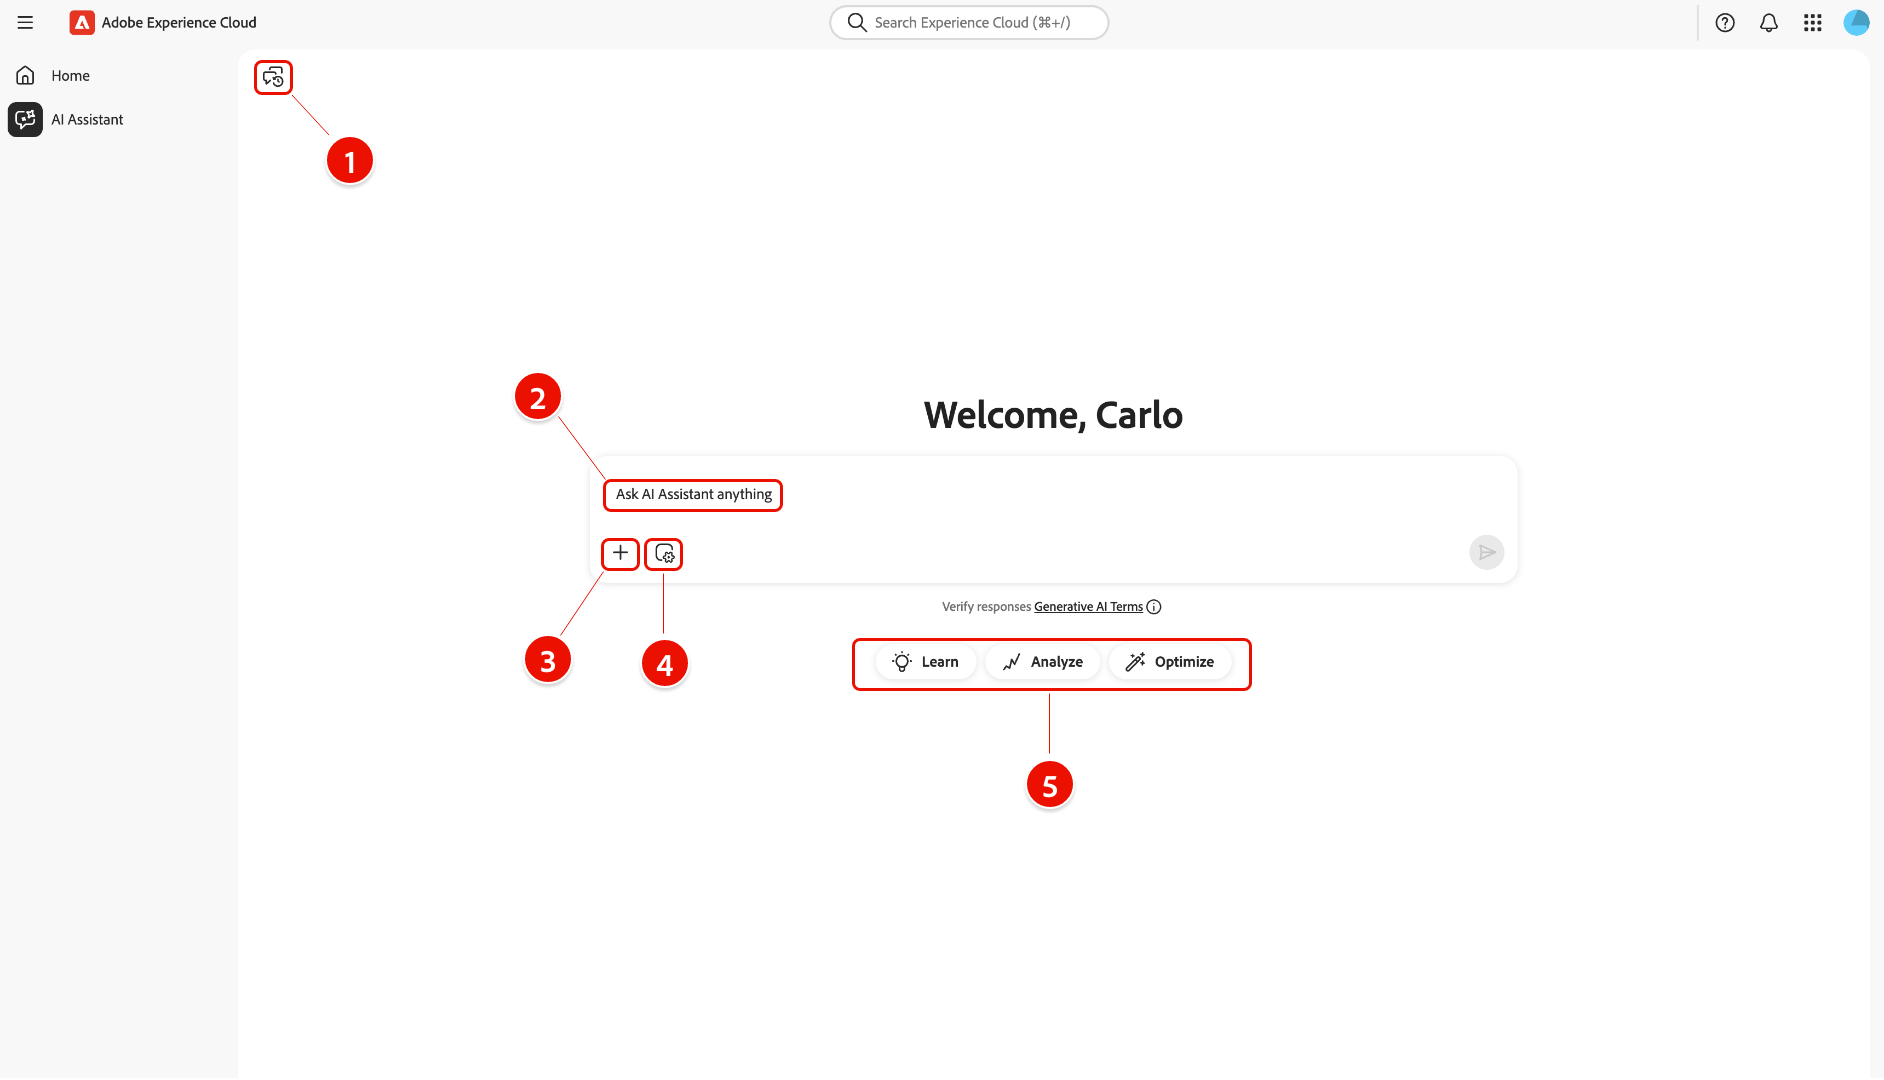 Adobe Experience Cloud
Search Experience Cloud (⌘+/)
Home
AI Assistant
1
2
Welcome, Carlo
Ask AI Assistant anything
Verify responses Generative AI Terms
3
4
Learn
Analyze
Optimize
5